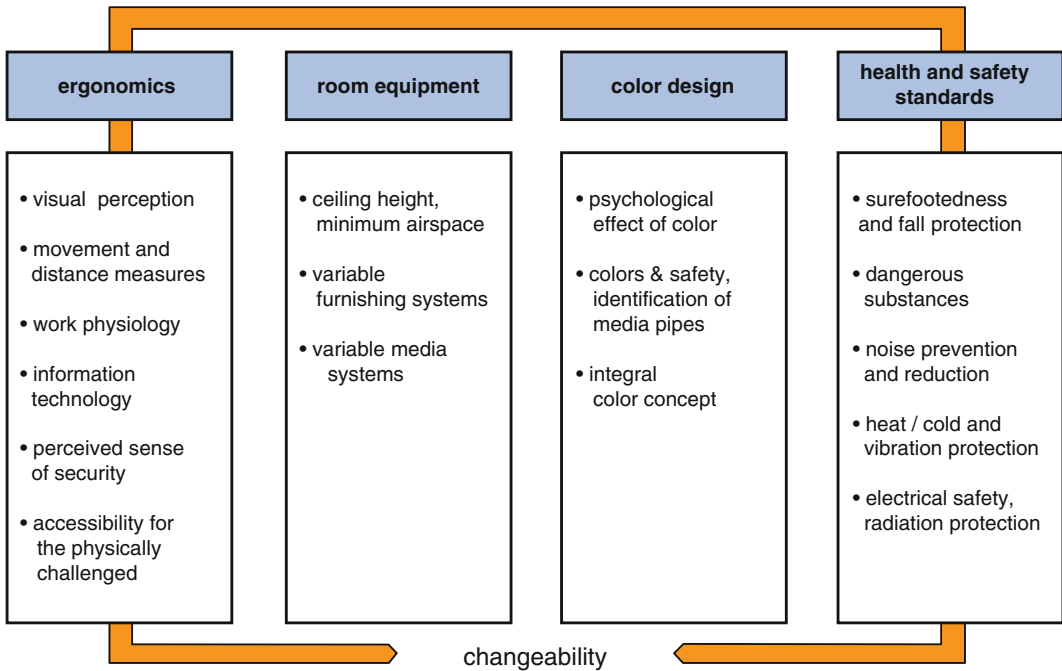 ergonomics
• visual perception
• movement and
distance measures
• work physiology
• information
technology
• perceived sense
of security
• accessibility for
the physically
challenged
room equipment
• ceiling height,
minimum airspace
• variable
furnishing systems
• variable media
systems
color design
• psychological
effect of color
• colors & safety,
identification of
media pipes
• integral
color concept
health and safety
standards
• surefootedness
and fall protection
• dangerous
substances
• noise prevention
and reduction
• heat / cold and
vibration protection
• electrical safety,
radiation protection
changeability